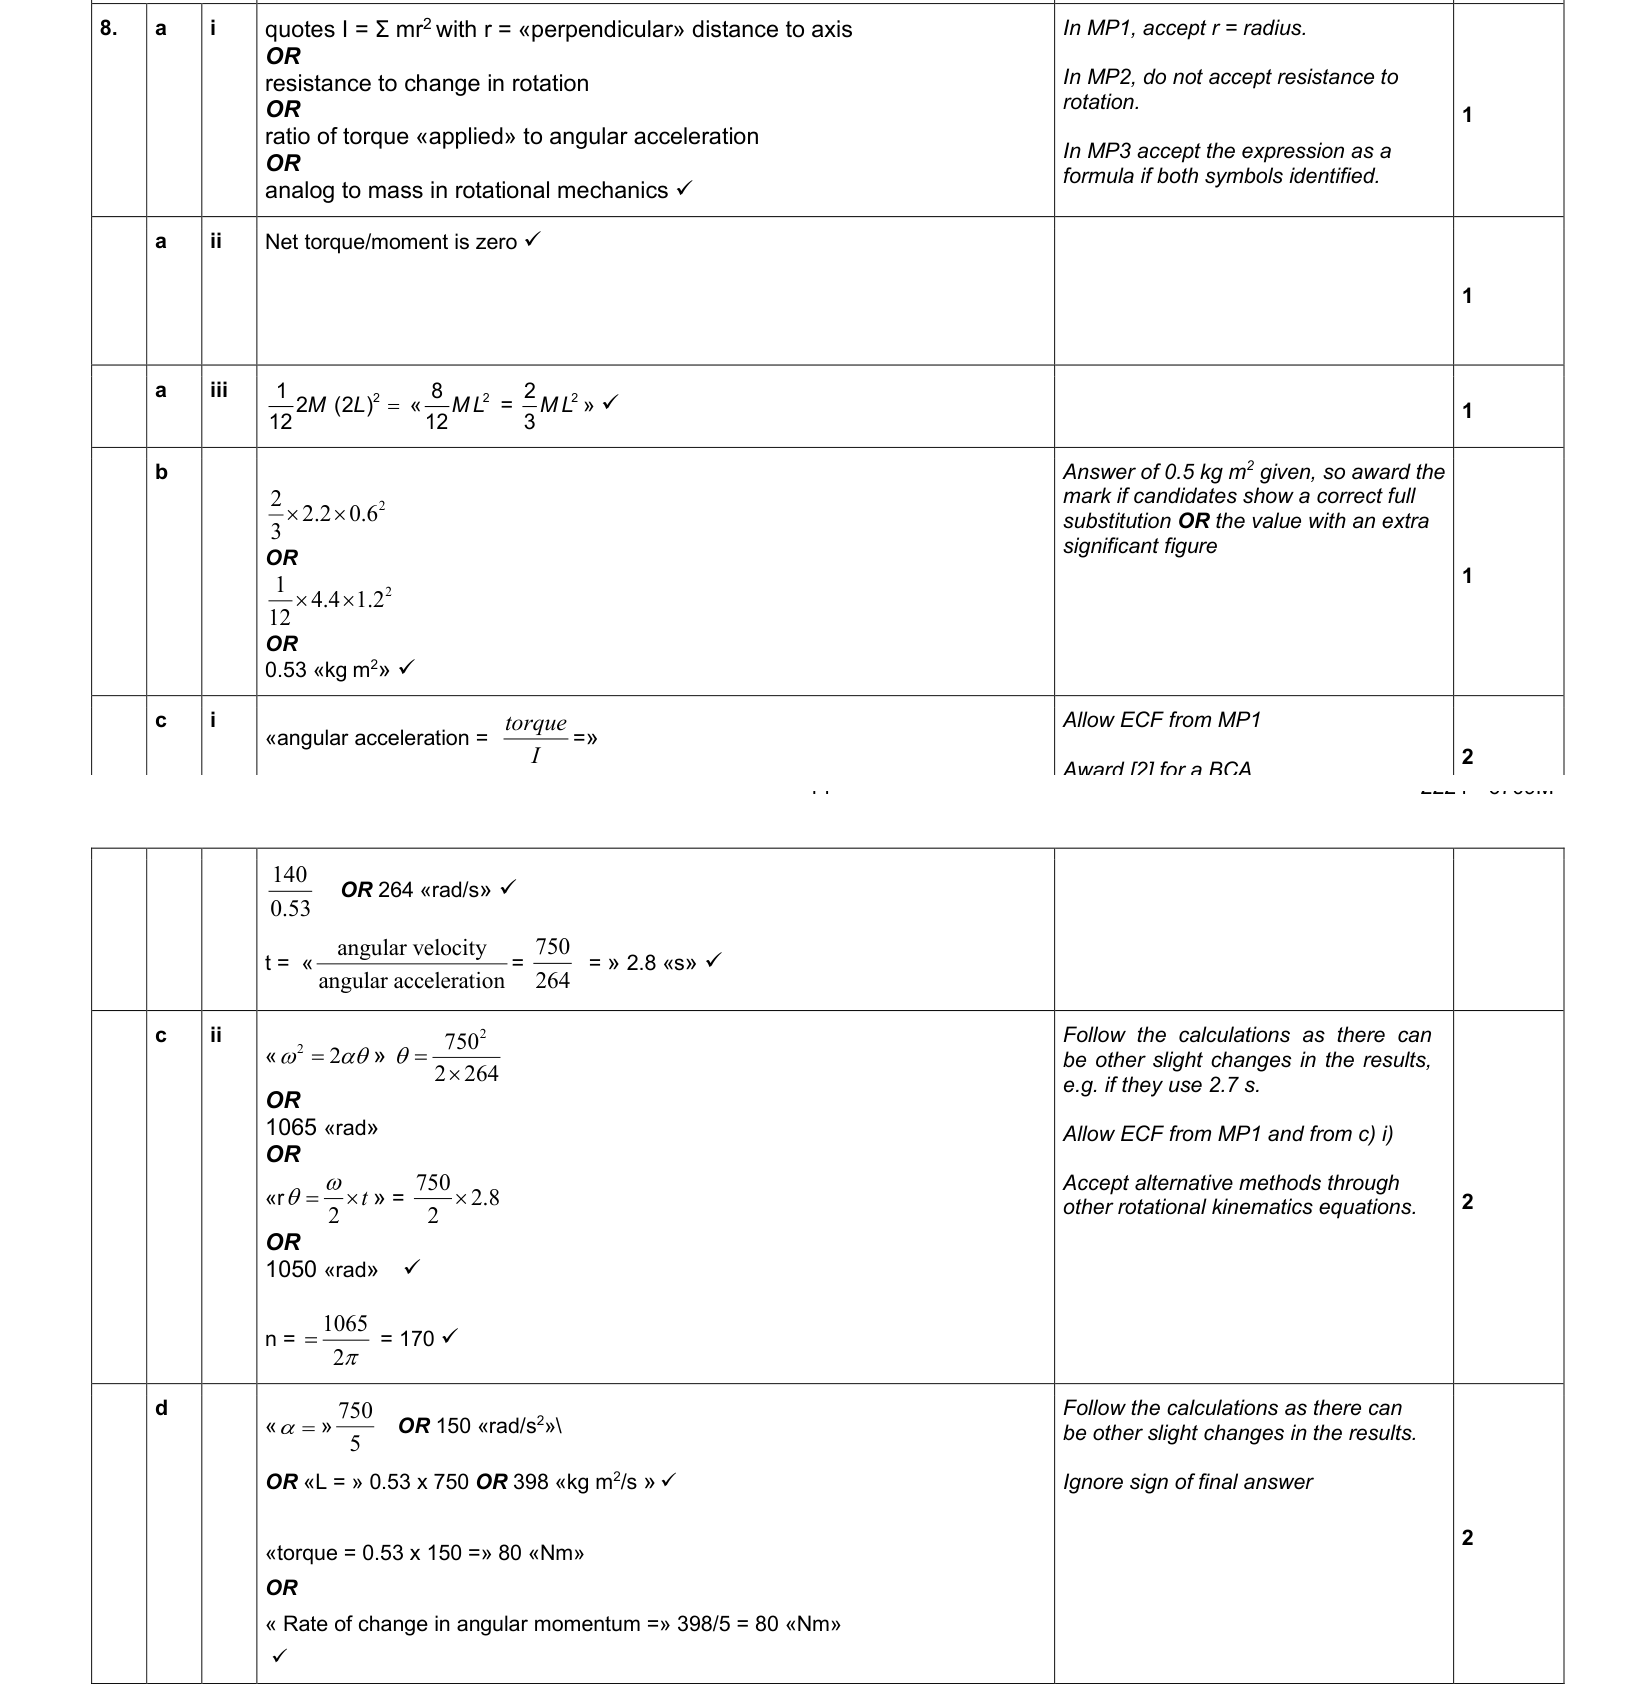 8. a i quotes I = Σ mr² with r = «perpendicular» distance to axis
OR
resistance to change in rotation
OR
ratio of torque «applied» to angular acceleration
OR
analog to mass in rotational mechanics ✓
In MP1, accept r = radius.
In MP2, do not accept resistance to
rotation.
In MP3 accept the expression as a
formula if both symbols identified.
1
a ii Net torque/moment is zero ✓
1
a iii 1/12 2M (2L)² = «8/12 ML² = 2/3 ML² » ✓
1
b
2/3 × 2.2 × 0.6²
OR
1/12 × 4.4 × 1.2²
OR
0.53 «kg m²» ✓
Answer of 0.5 kg m² given, so award the
mark if candidates show a correct full
substitution OR the value with an extra
significant figure
1
c i «angular acceleration = torque/I =»
Allow ECF from MP1
Award [2] for a BCA
2
140/0.53 OR 264 «rad/s» ✓
t = « angular velocity/angular acceleration = 750/264 = » 2.8 «s» ✓
c ii « ω² = 2αθ » θ = 750²/2 × 264
OR
1065 «rad»
OR
«r θ = ω/2 × t » = 750/2 × 2.8
OR
1050 «rad» ✓
n = = 1065/2π = 170 ✓
Follow the calculations as there can
be other slight changes in the results,
e.g. if they use 2.7 s.
Allow ECF from MP1 and from c) i)
Accept alternative methods through
other rotational kinematics equations.
2
d « α = » 750/5 OR 150 «rad/s²»\
OR «L = » 0.53 x 750 OR 398 «kg m²/s » ✓
«torque = 0.53 x 150 =» 80 «Nm»
OR
« Rate of change in angular momentum =» 398/5 = 80 «Nm»
✓
Follow the calculations as there can
be other slight changes in the results.
Ignore sign of final answer
2